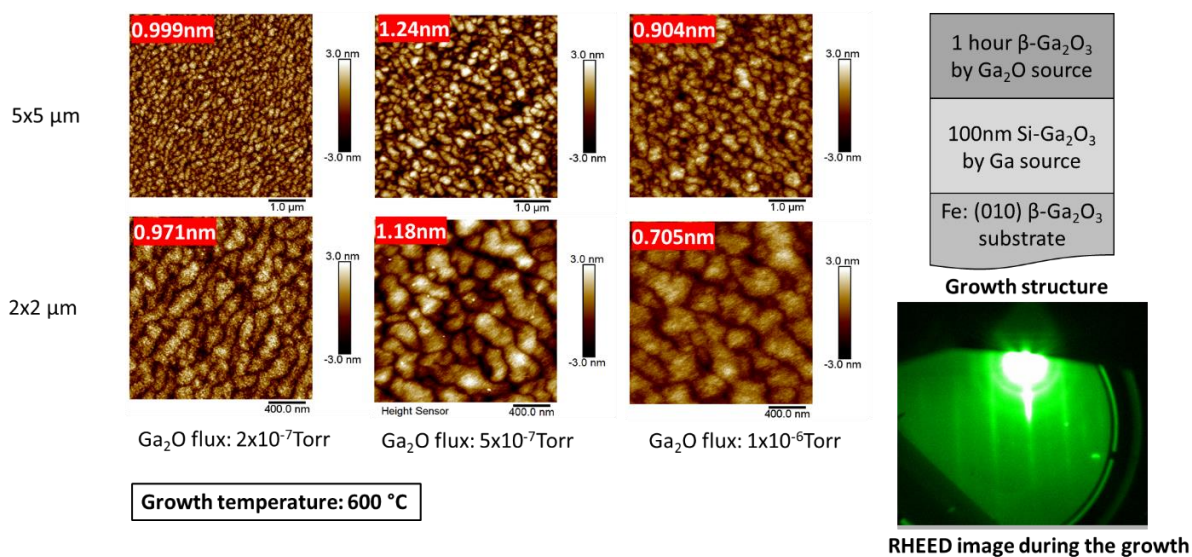 0.999nm
3.0 nm
-3.0 nm
1.0 µm
1.24nm
3.0 nm
-3.0 nm
1.0 µm
0.904nm
3.0 nm
-3.0 nm
1.0 µm
5x5 µm
0.971nm
3.0 nm
-3.0 nm
400.0 nm
1.18nm
3.0 nm
-3.0 nm
Height Sensor
400.0 nm
0.705nm
3.0 nm
-3.0 nm
400.0 nm
2x2 µm
Ga₂O flux: 2x10⁻⁷Torr
Ga₂O flux: 5x10⁻⁷Torr
Ga₂O flux: 1x10⁻⁶Torr
Growth temperature: 600 °C
1 hour β-Ga₂O₃
by Ga₂O source
100nm Si-Ga₂O₃
by Ga source
Fe: (010) β-Ga₂O₃
substrate
Growth structure
RHEED image during the growth